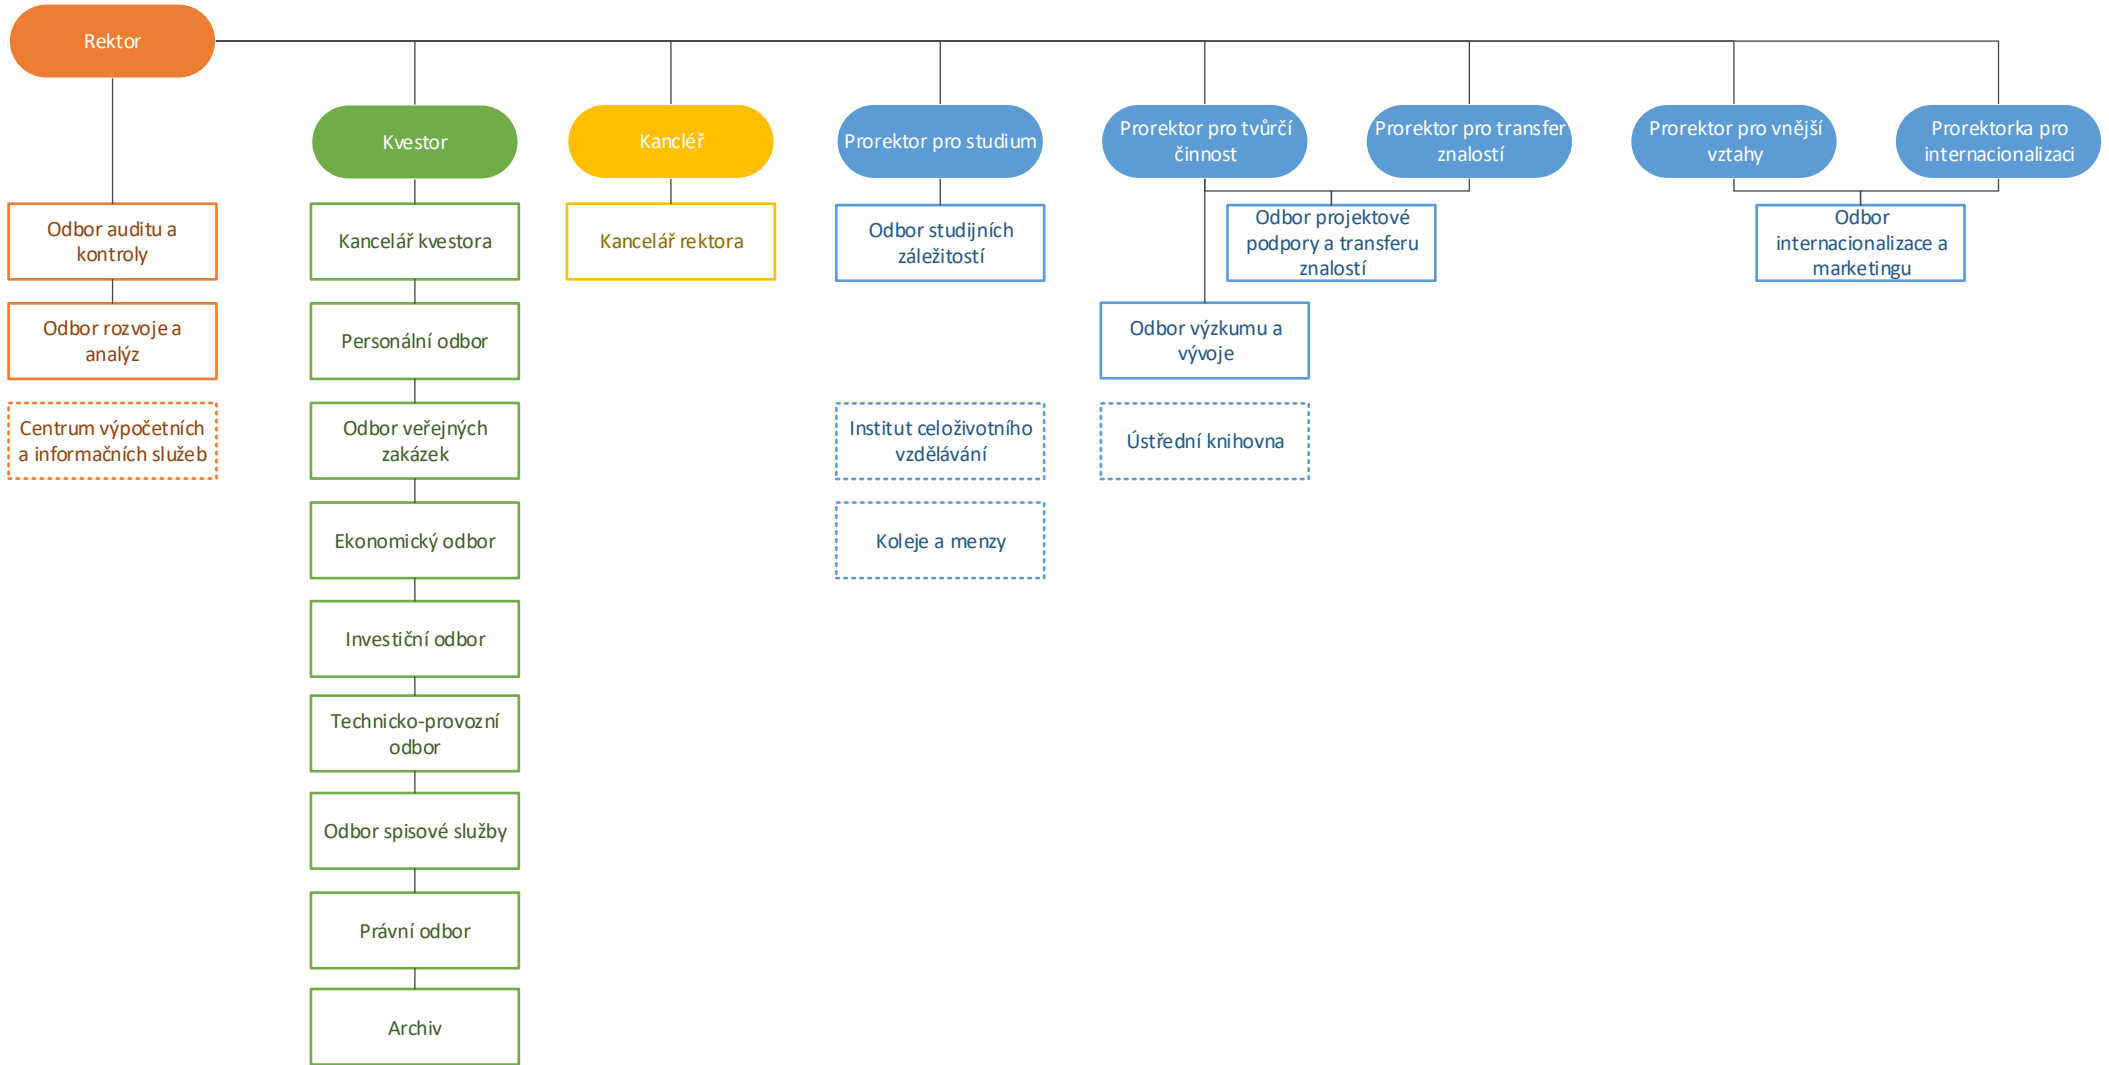 Rektor
Kvestor
Kancléř
Prorektor pro studium
Prorektor pro tvůrčí
činnost
Prorektor pro transfer
znalostí
Prorektor pro vnější
vztahy
Prorektorka pro
internacionalizaci
Odbor auditu a
kontroly
Odbor rozvoje a
analýz
Centrum výpočetních
a informačních služeb
Kancelář kvestora
Personální odbor
Odbor veřejných
zakázek
Ekonomický odbor
Investiční odbor
Technicko-provozní
odbor
Odbor spisové služby
Právní odbor
Archiv
Kancelář rektora
Odbor studijních
záležitostí
Institut celoživotního
vzdělávání
Koleje a menzy
Odbor projektové
podpory a transferu
znalostí
Odbor výzkumu a
vývoje
Ústřední knihovna
Odbor
internacionalizace a
marketingu